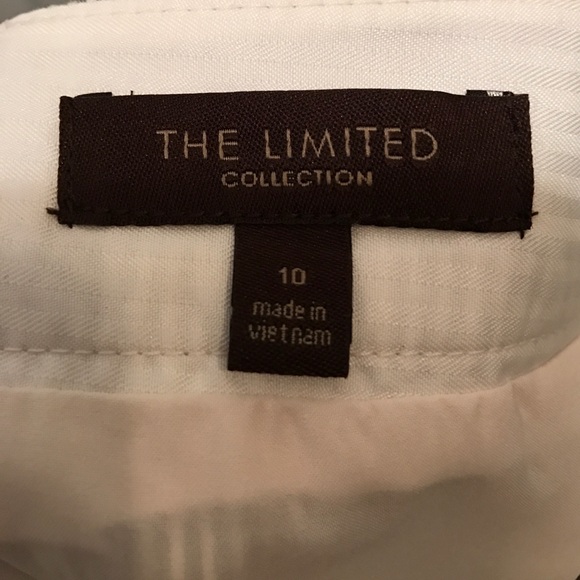 THE LIMITED
COLLECTION
10
made in
vietnam